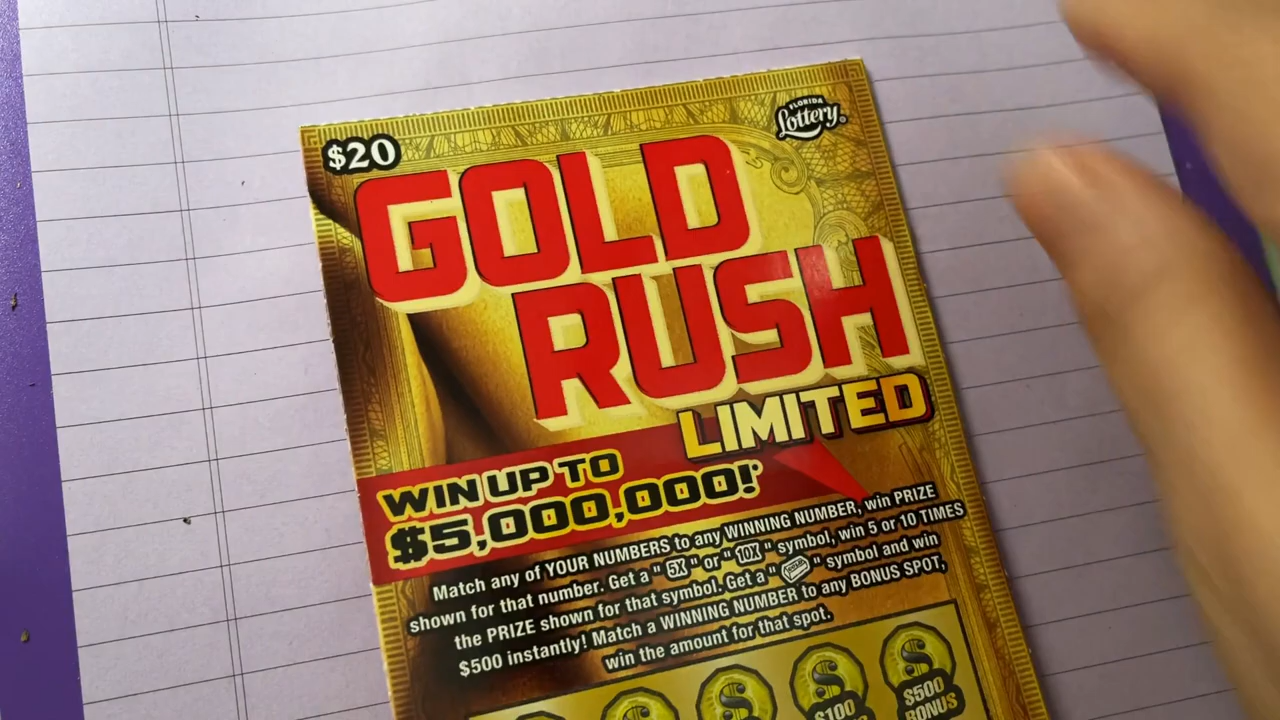 $20
FLORIDA
Lottery
GOLD
RUSH
LIMITED
WIN UP TO
$5,000,000!*
Match any of YOUR NUMBERS to any WINNING NUMBER, win PRIZE
shown for that number. Get a " 5X " or " 10X " symbol, win 5 or 10 TIMES
the PRIZE shown for that symbol. Get a " " symbol and win
$500 instantly! Match a WINNING NUMBER to any BONUS SPOT,
win the amount for that spot.
$100
$500
BONUS